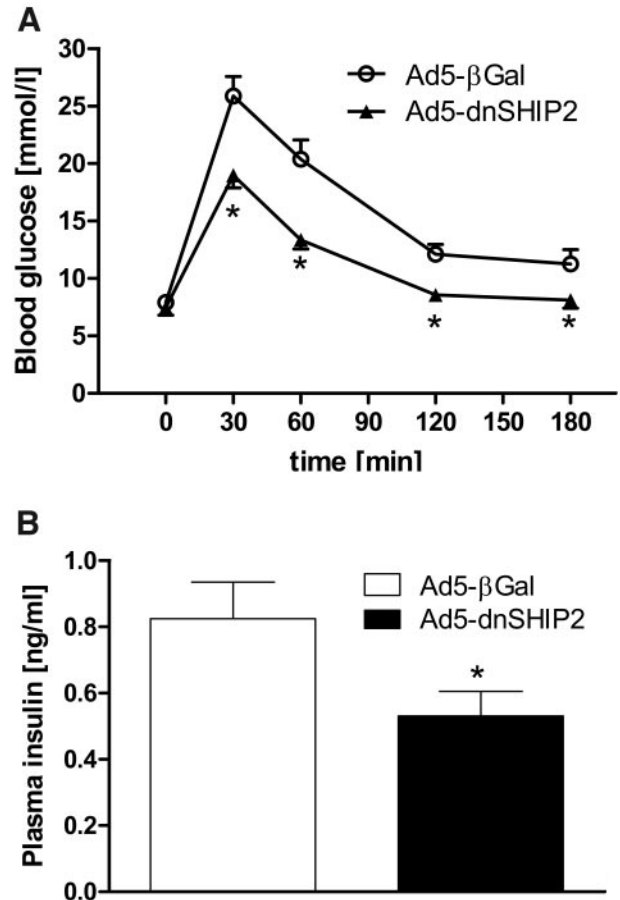 A
30
25
20
15
10
5
0
Blood glucose [mmol/l]
Ad5-βGal
Ad5-dnSHIP2
*
*
*
*
0 30 60 90 120 150 180
time [min]
B
1.0
0.8
0.6
0.4
0.2
0.0
Plasma insulin [ng/ml]
Ad5-βGal
Ad5-dnSHIP2
*